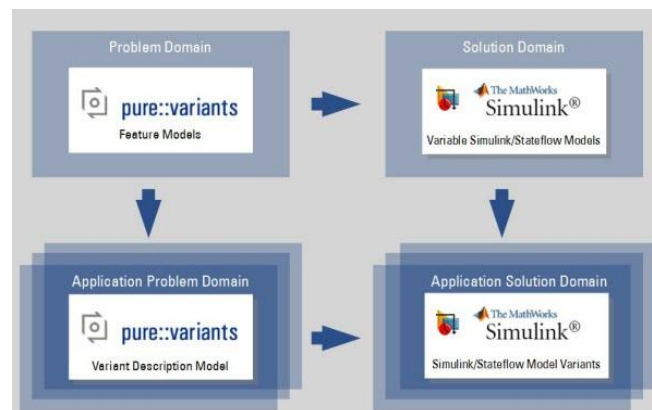 Problem Domain
pure::variants
Feature Models
Solution Domain
The MathWorks
Simulink®
Variable Simulink/Stateflow Models
Application Problem Domain
pure::variants
Variant Description Model
Application Solution Domain
The MathWorks
Simulink®
Simulink/Stateflow Model Variants